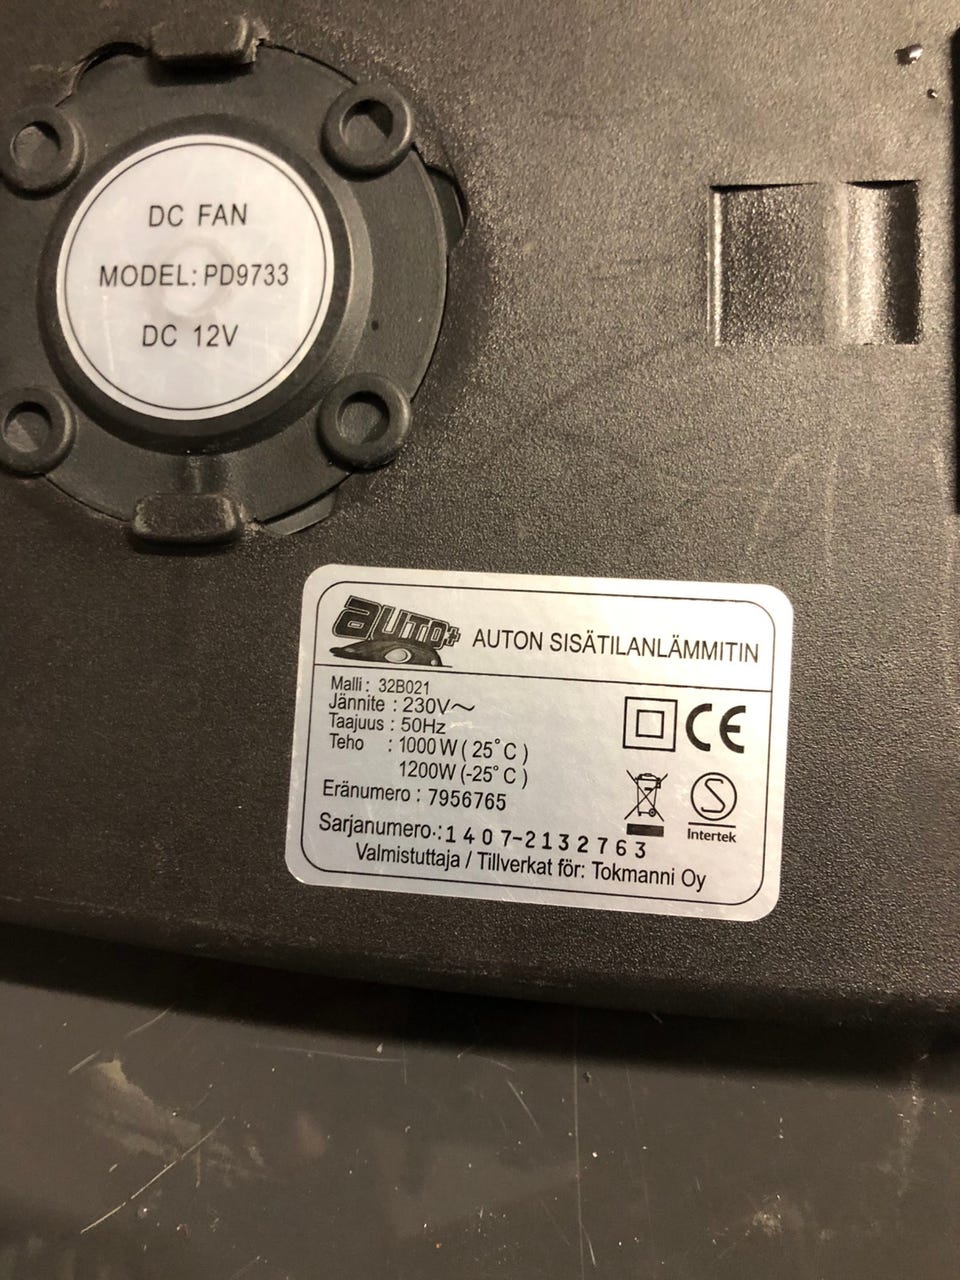 DC FAN
MODEL: PD9733
DC 12V
AUTO+ AUTON SISÄTILANLÄMMITIN
Malli : 32B021
Jännite : 230V～
Taajuus : 50Hz
Teho : 1000W ( 25°C )
1200W (-25°C )
Eränumero : 7956765
Sarjanumero.:1407-2132763
Valmistuttaja / Tillverkat för: Tokmanni Oy
CE
S
Intertek